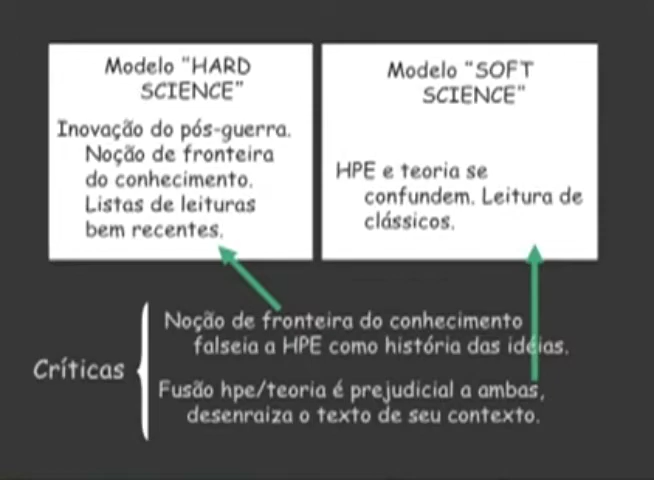 Modelo "HARD
SCIENCE"
Inovação do pós-guerra.
Noção de fronteira
do conhecimento.
Listas de leituras
bem recentes.
Modelo "SOFT
SCIENCE"
HPE e teoria se
confundem. Leitura de
clássicos.
Críticas
Noção de fronteira do conhecimento
falseia a HPE como história das idéias.
Fusão hpe/teoria é prejudicial a ambas,
desenraiza o texto de seu contexto.